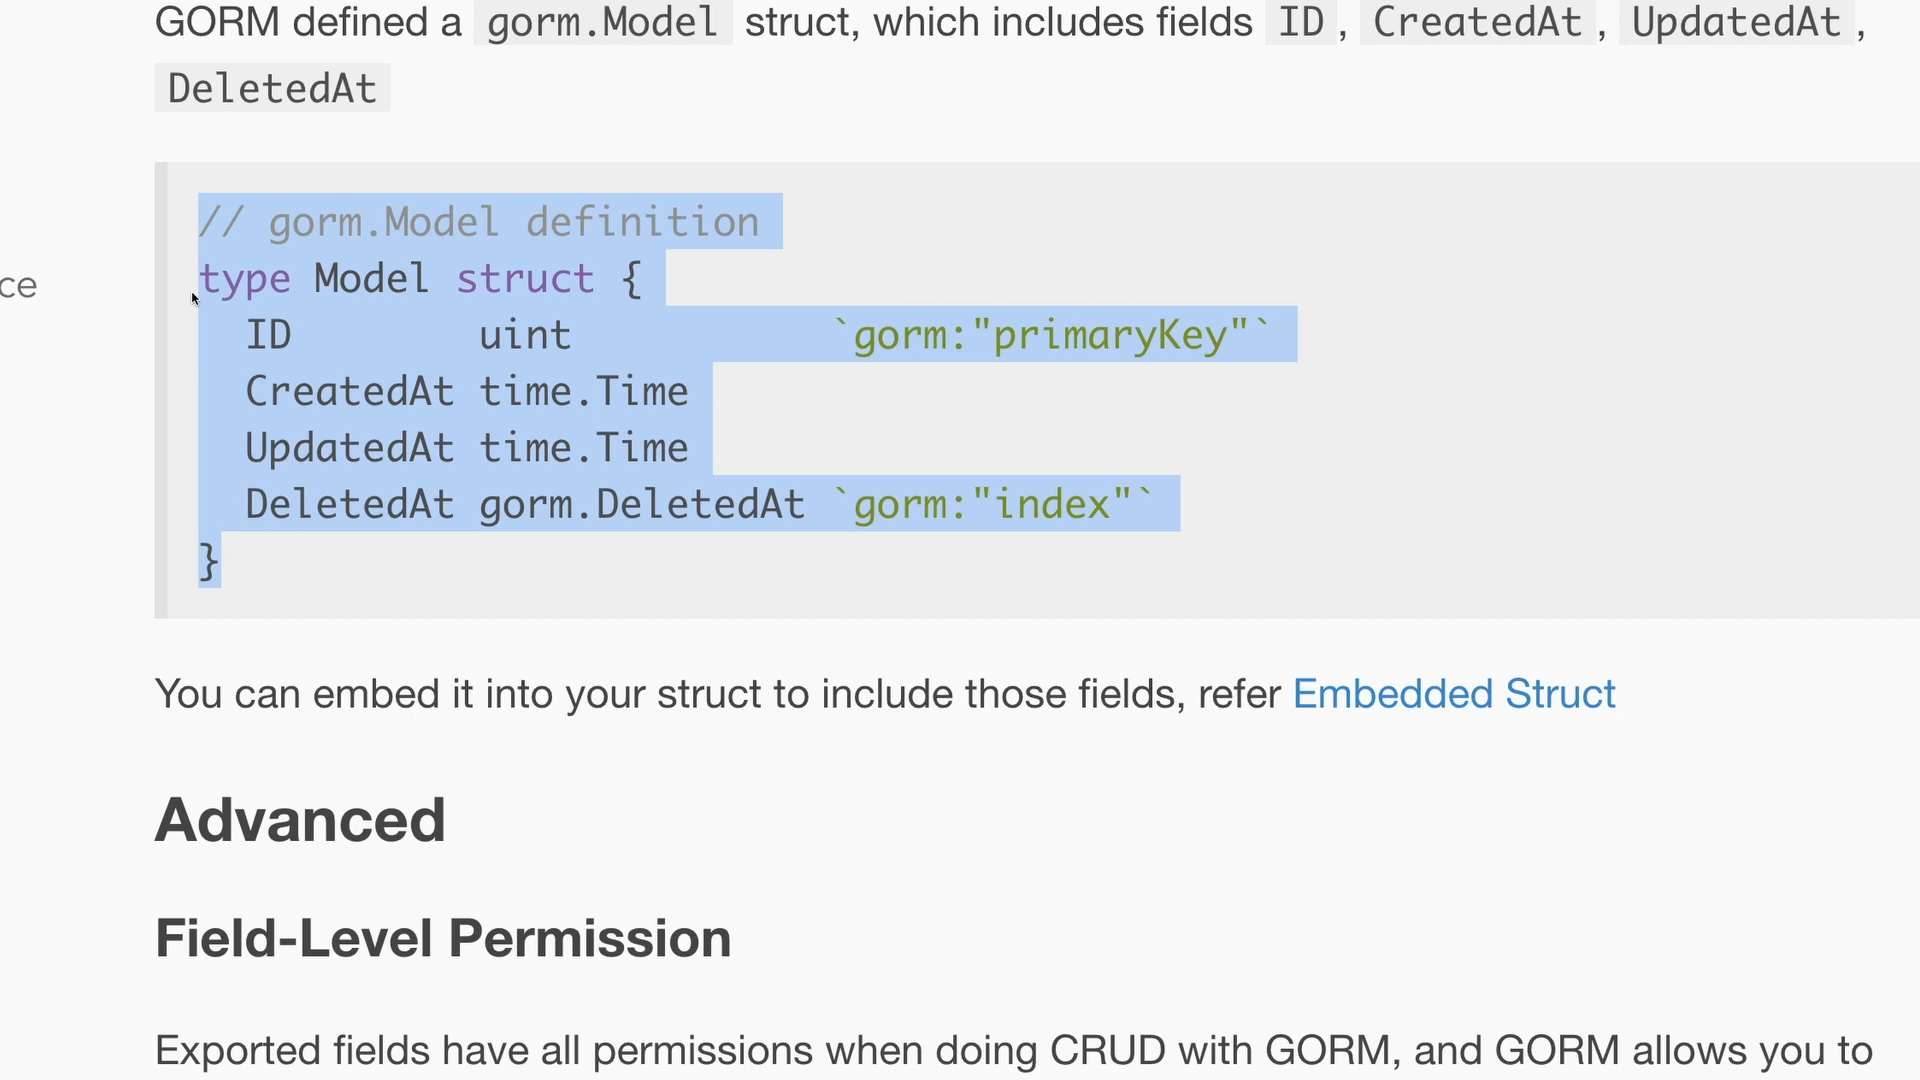 GORM defined a gorm.Model struct, which includes fields ID, CreatedAt, UpdatedAt,
DeletedAt
// gorm.Model definition
ce
type Model struct {
  ID        uint           `gorm:"primaryKey"`
  CreatedAt time.Time
  UpdatedAt time.Time
  DeletedAt gorm.DeletedAt `gorm:"index"`
}
You can embed it into your struct to include those fields, refer Embedded Struct
Advanced
Field-Level Permission
Exported fields have all permissions when doing CRUD with GORM, and GORM allows you to